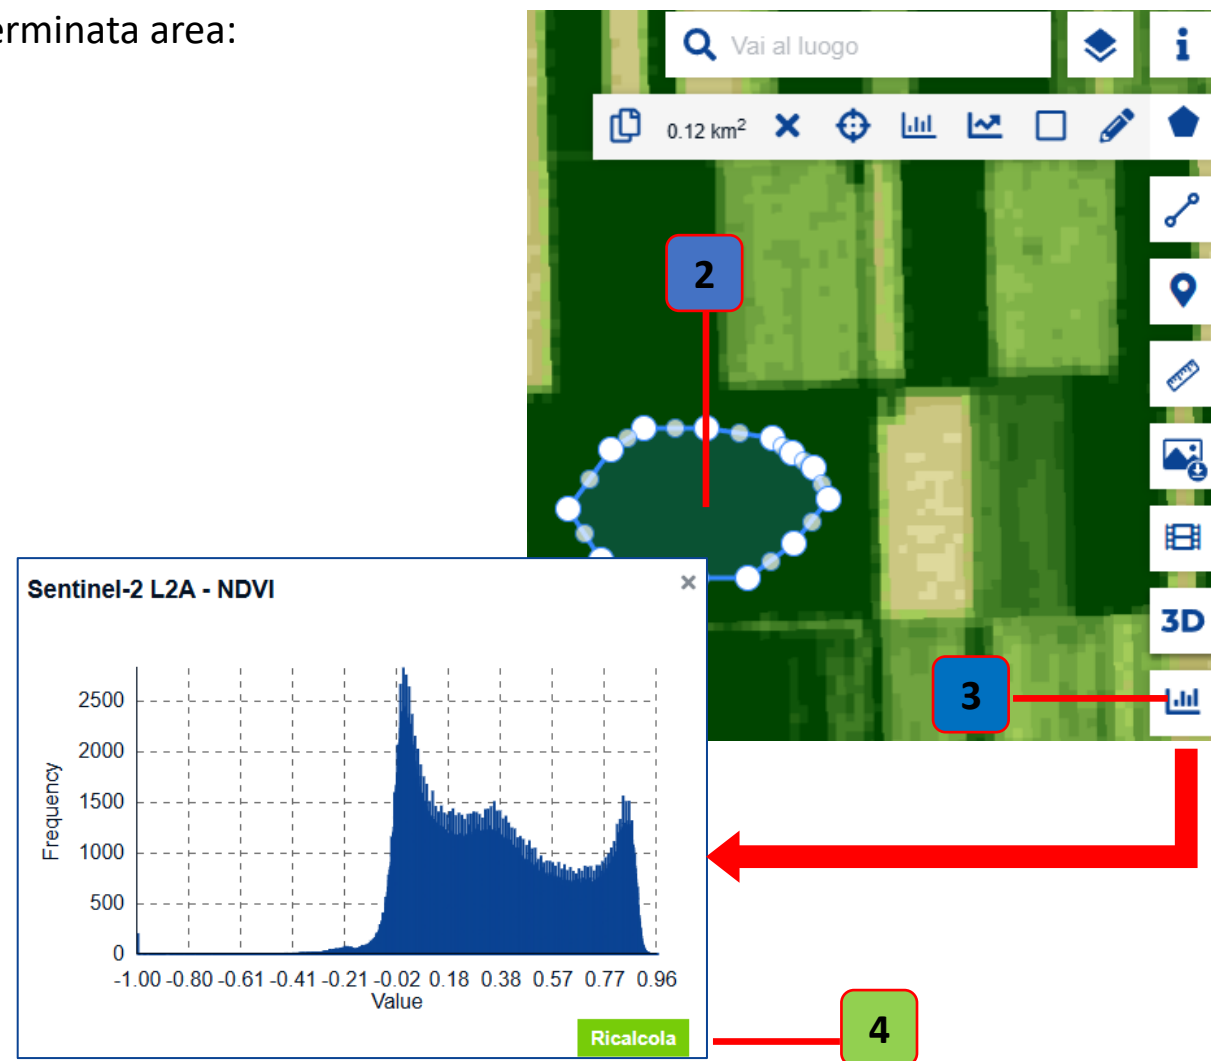 erminata area:
Vai al luogo
0.12 km²
2
Sentinel-2 L2A - NDVI
3D
3
2500
2000
1500
1000
500
0
Frequency
-1.00 -0.80 -0.61 -0.41 -0.21 -0.02 0.18 0.38 0.57 0.77 0.96
Value
Ricalcola
4